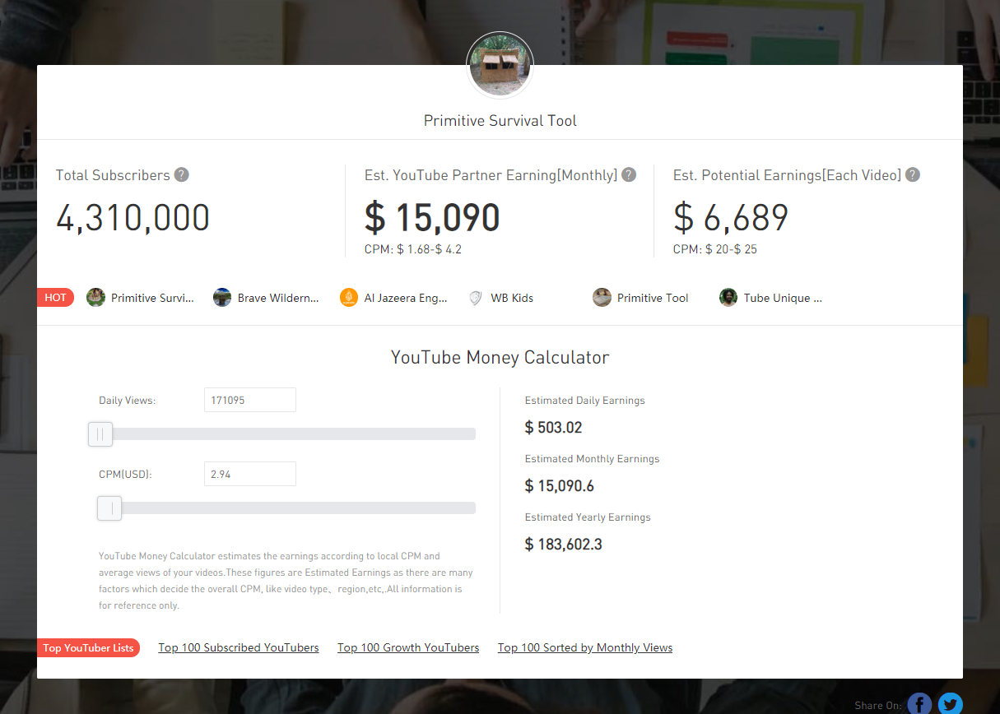 Primitive Survival Tool
Total Subscribers ?
Est. YouTube Partner Earning[Monthly] ?
Est. Potential Earnings[Each Video] ?
4,310,000
$ 15,090
$ 6,689
CPM: $ 1.68-$ 4.2
CPM: $ 20-$ 25
HOT
Primitive Survi...
Brave Wildern...
Al Jazeera Eng...
WB Kids
Primitive Tool
Tube Unique ...
YouTube Money Calculator
Daily Views:
171095
CPM(USD):
2.94
YouTube Money Calculator estimates the earnings according to local CPM and
average views of your videos.These figures are Estimated Earnings as there are many
factors which decide the overall CPM, like video type、region,etc,.All information is
for reference only.
Estimated Daily Earnings
$ 503.02
Estimated Monthly Earnings
$ 15,090.6
Estimated Yearly Earnings
$ 183,602.3
Top YouTuber Lists
Top 100 Subscribed YouTubers
Top 100 Growth YouTubers
Top 100 Sorted by Monthly Views
Share On: